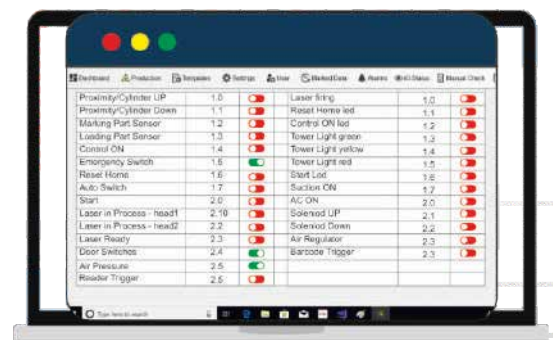 Dashboard Production Templates Settings User Marked Data Alarms I/O Status Manual Check
Proximity/Cylinder UP 1.0 Laser firing 1.0
Proximity/Cylinder Down 1.1 Reset Home led 1.1
Marking Part Sensor 1.2 Control ON led 1.2
Loading Part Sensor 1.3 Tower Light green 1.3
Control ON 1.4 Tower Light yellow 1.4
Emergency Switch 1.5 Tower Light red 1.5
Reset Home 1.6 Start Led 1.6
Auto Switch 1.7 Suction ON 1.7
Start 2.0 AC ON 2.0
Laser in Process - head1 2.10 Solenoid UP 2.1
Laser in Process - head2 2.2 Solenoid Down 2.2
Laser Ready 2.3 Air Regulator 2.3
Door Switches 2.4 Barcode Trigger 2.3
Air Pressure 2.5
Reader Trigger 2.5
Type here to search